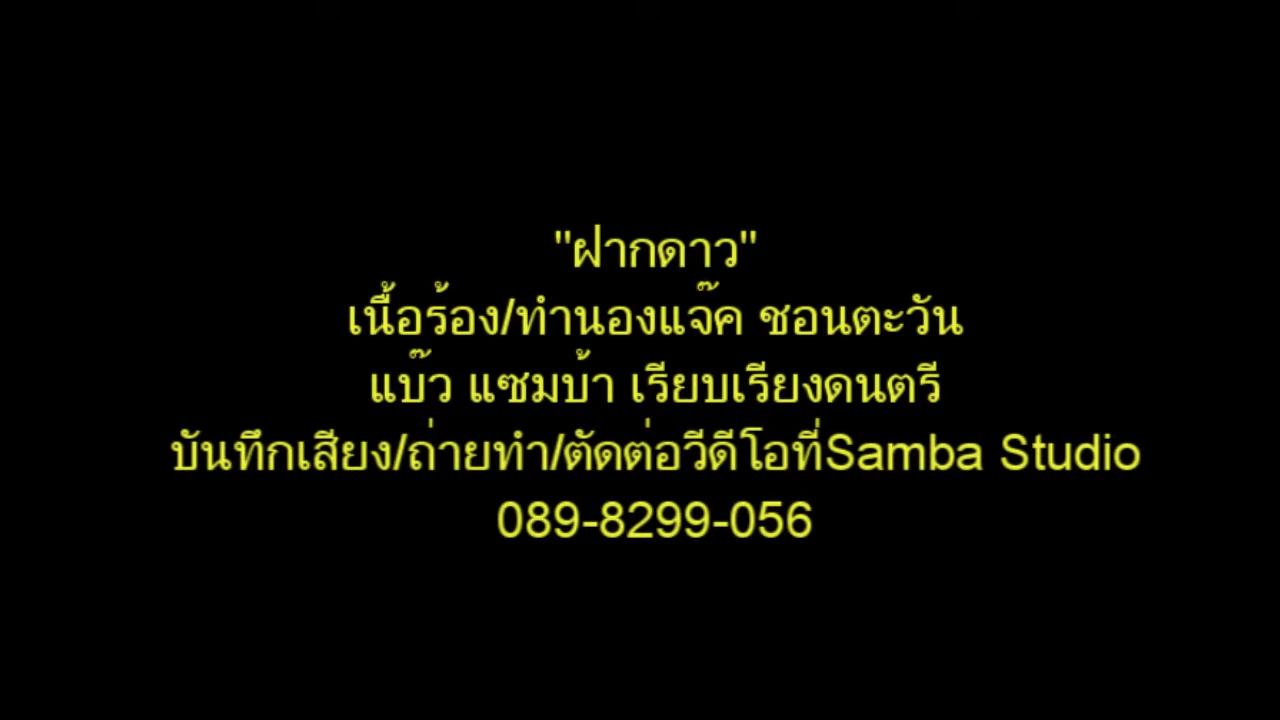 "ฝากดาว"
เนื้อร้อง/ทำนองแจ๊ค ชอนตะวัน
แบ๊ว แซมบ้า เรียบเรียงดนตรี
บันทึกเสียง/ถ่ายทำ/ตัดต่อวีดีโอที่Samba Studio
089-8299-056